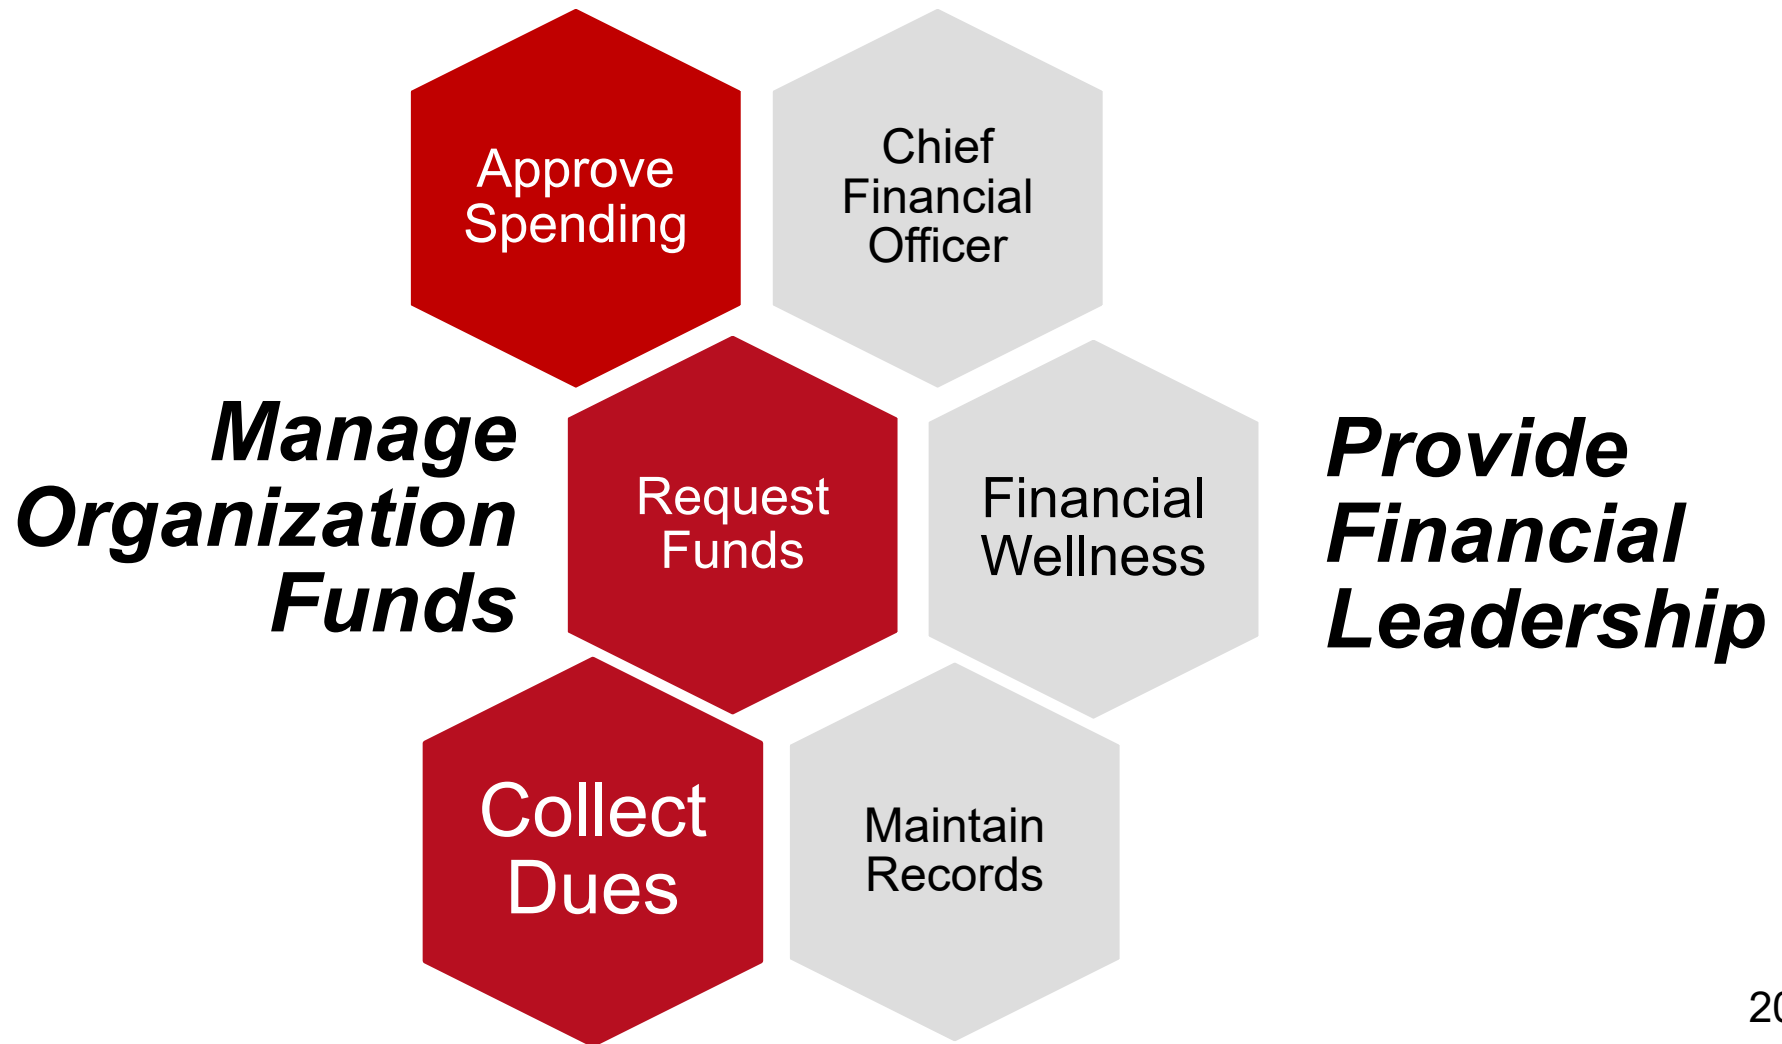 Approve
Spending
Chief
Financial
Officer
Manage
Organization
Funds
Request
Funds
Financial
Wellness
Provide
Financial
Leadership
Collect
Dues
Maintain
Records
20